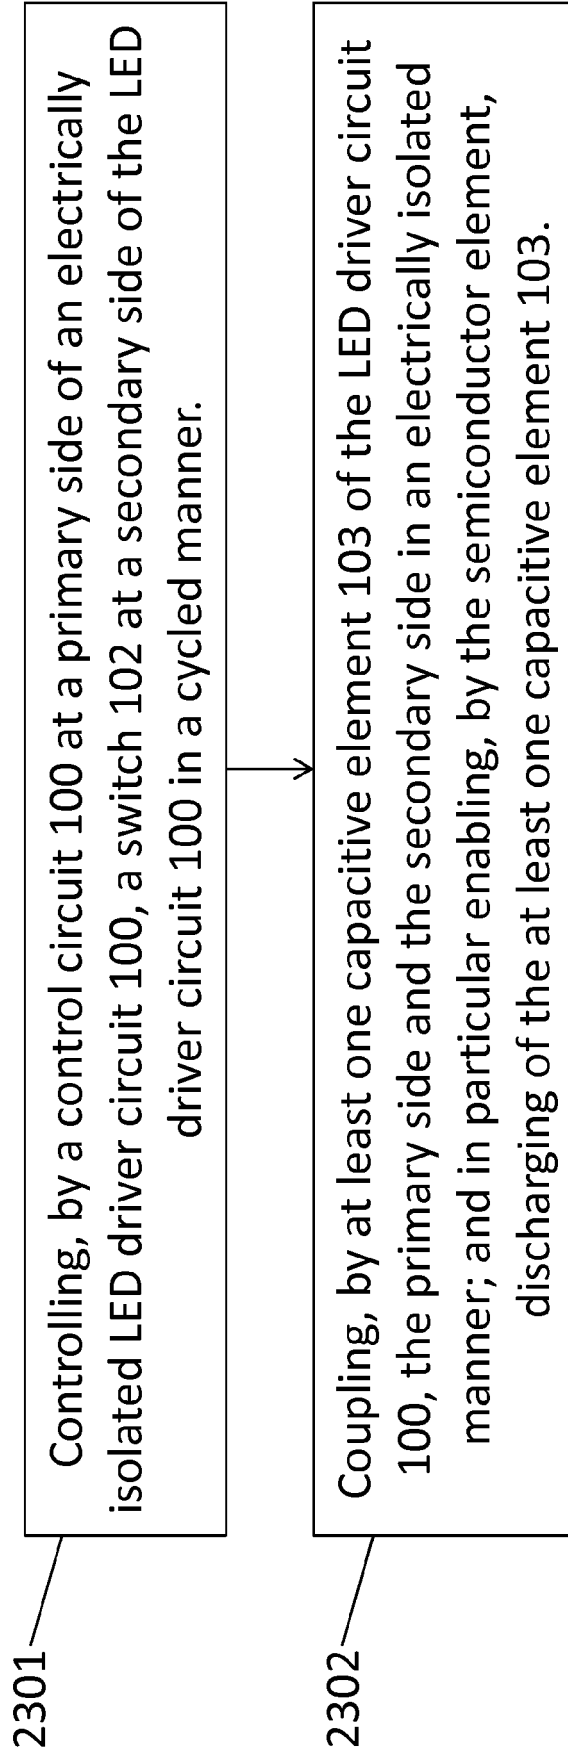 2301
Controlling, by a control circuit 100 at a primary side of an electrically
isolated LED driver circuit 100, a switch 102 at a secondary side of the LED
driver circuit 100 in a cycled manner.
2302
Coupling, by at least one capacitive element 103 of the LED driver circuit
100, the primary side and the secondary side in an electrically isolated
manner; and in particular enabling, by the semiconductor element,
discharging of the at least one capacitive element 103.